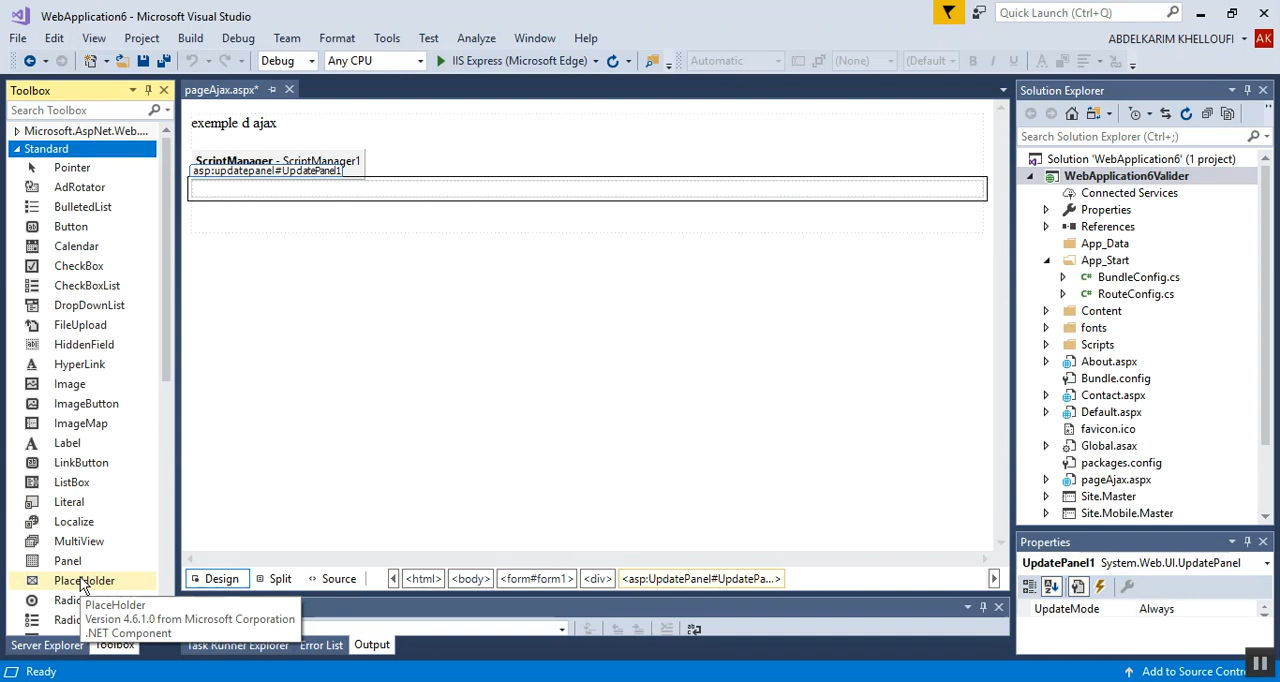 WebApplication6 - Microsoft Visual Studio
Quick Launch (Ctrl+Q)
File Edit View Project Build Debug Team Format Tools Test Analyze Window Help
ABDELKARIM KHELLOUFI AK
Debug Any CPU IIS Express (Microsoft Edge) Automatic (None) (Default B I U
Toolbox
Search Toolbox
Microsoft.AspNet.Web....
Standard
Pointer
AdRotator
BulletedList
Button
Calendar
CheckBox
CheckBoxList
DropDownList
FileUpload
HiddenField
HyperLink
Image
ImageButton
ImageMap
Label
LinkButton
ListBox
Literal
Localize
MultiView
Panel
PlaceHolder
Radio
Radio
PlaceHolder
Version 4.6.1.0 from Microsoft Corporation
.NET Component
Server Explorer Toolbox
pageAjax.aspx*
exemple d ajax
ScriptManager - ScriptManager1
asp:updatepanel#UpdatePanel1
Design Split Source <html> <body> <form#form1> <div> <asp:UpdatePanel#UpdatePa...>
Task Runner Explorer Error List Output
Solution Explorer
Search Solution Explorer (Ctrl+;)
Solution 'WebApplication6' (1 project)
WebApplication6Valider
Connected Services
Properties
References
App_Data
App_Start
BundleConfig.cs
RouteConfig.cs
Content
fonts
Scripts
About.aspx
Bundle.config
Contact.aspx
Default.aspx
favicon.ico
Global.asax
packages.config
pageAjax.aspx
Site.Master
Site.Mobile.Master
Properties
UpdatePanel1 System.Web.UI.UpdatePanel
UpdateMode Always
Ready
Add to Source Contro